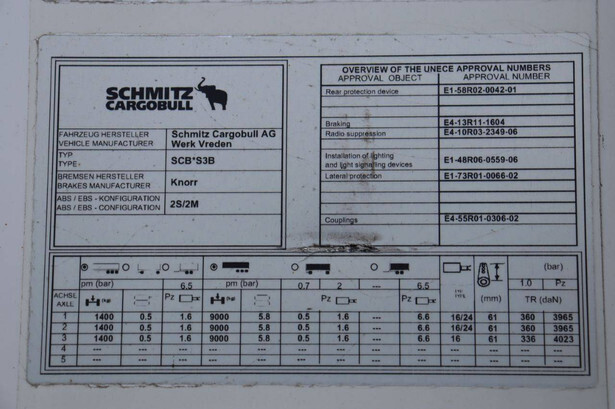 SCHMITZ
CARGOBULL
FAHRZEUG HERSTELLER
VEHICLE MANUFACTURER
Schmitz Cargobull AG
Werk Vreden
TYP
TYPE-
SCB*S3B
BREMSEN HERSTELLER
BRAKES MANUFACTURER
Knorr
ABS / EBS - KONFIGURATION
ABS / EBS - CONFIGURATION
2S/2M
OVERVIEW OF THE UNECE APPROVAL NUMBERS
APPROVAL OBJECT APPROVAL NUMBER
Rear protection device E1-58R02-0042-01
Braking E4-13R11-1604
Radio suppression E4-10R03-2349-06
Installation of lighting
and light signalling devices E1-48R06-0559-06
Lateral protection E1-73R01-0066-02
Couplings E4-55R01-0306-02
(bar)
pm (bar) 6.5 pm (bar) 0.7 2 --- 6.5 1.0 Pz
ACHSE
AXLE Pz Pz (mm) TR (daN)
1 1400 0.5 1.6 9000 5.8 0.5 1.6 --- 6.6 16/24 61 360 3965
2 1400 0.5 1.6 9000 5.8 0.5 1.6 --- 6.6 16/24 61 360 3965
3 1400 0.5 1.6 9000 5.8 0.5 1.6 --- 6.6 16 61 336 4023
4 --- --- --- --- --- --- --- --- --- --- --- --- ---
5 --- --- --- --- --- --- --- --- --- --- --- --- ---